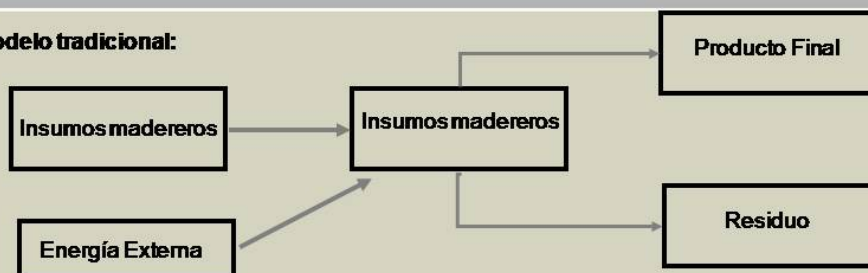 odelo tradicional:
Producto Final
Insumos madereros
Insumos madereros
Residuo
Energía Externa